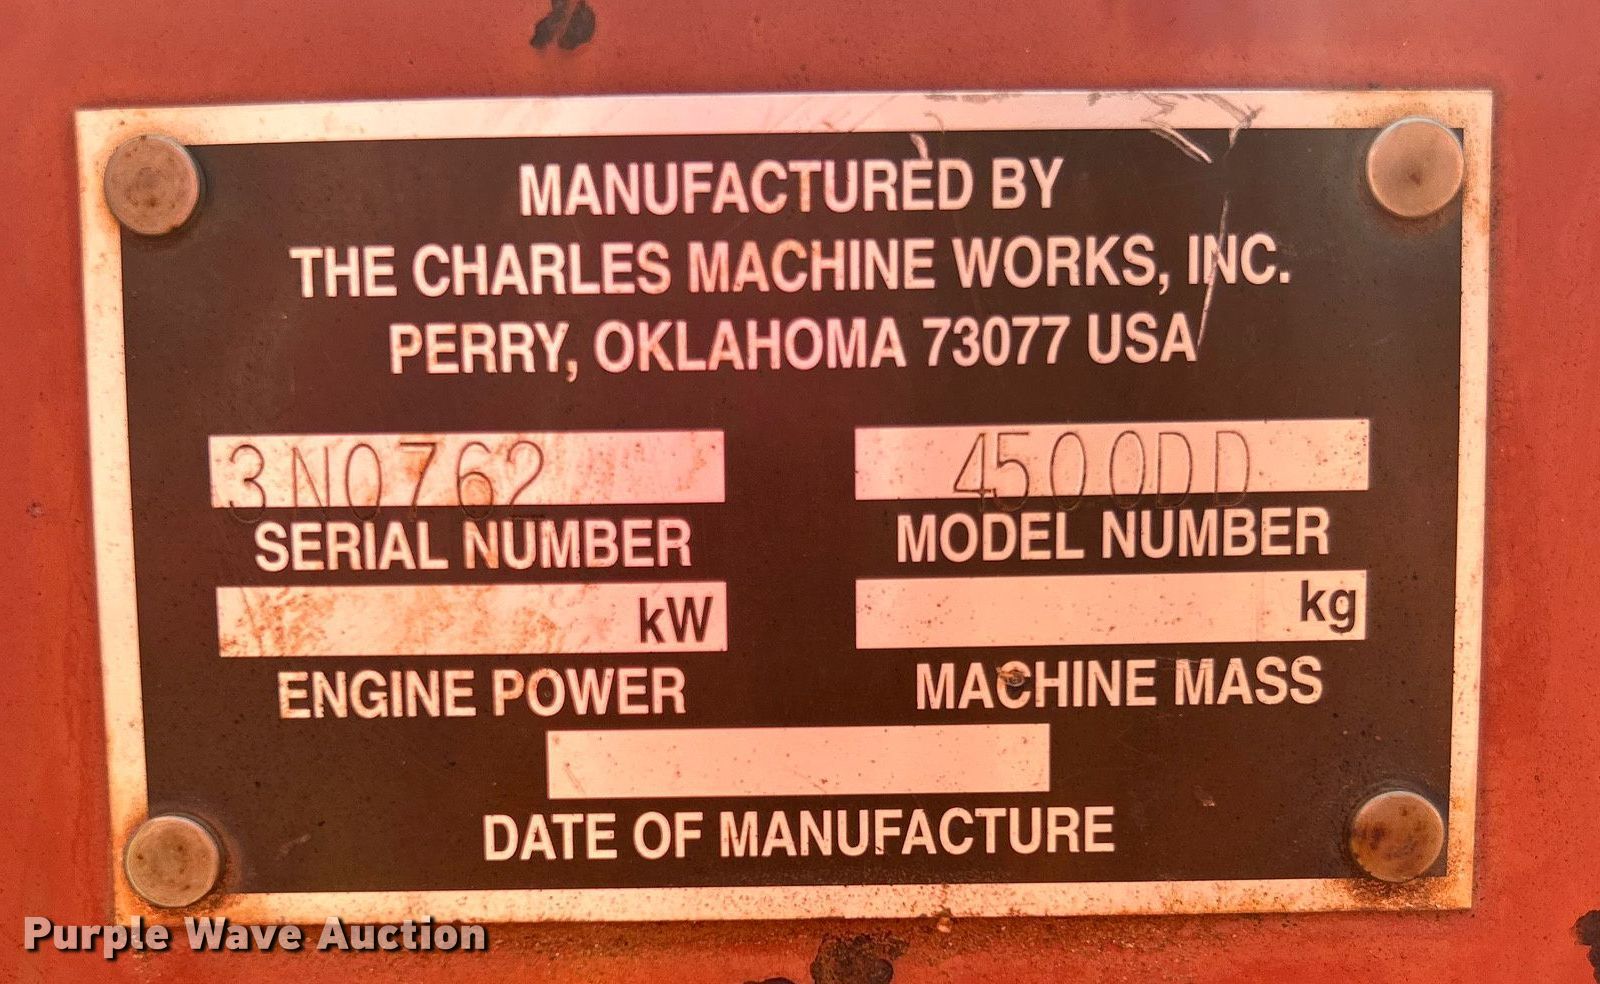 MANUFACTURED BY
THE CHARLES MACHINE WORKS, INC.
PERRY, OKLAHOMA 73077 USA
3N0762 4500DD
SERIAL NUMBER MODEL NUMBER
kW kg
ENGINE POWER MACHINE MASS
DATE OF MANUFACTURE
Purple Wave Auction